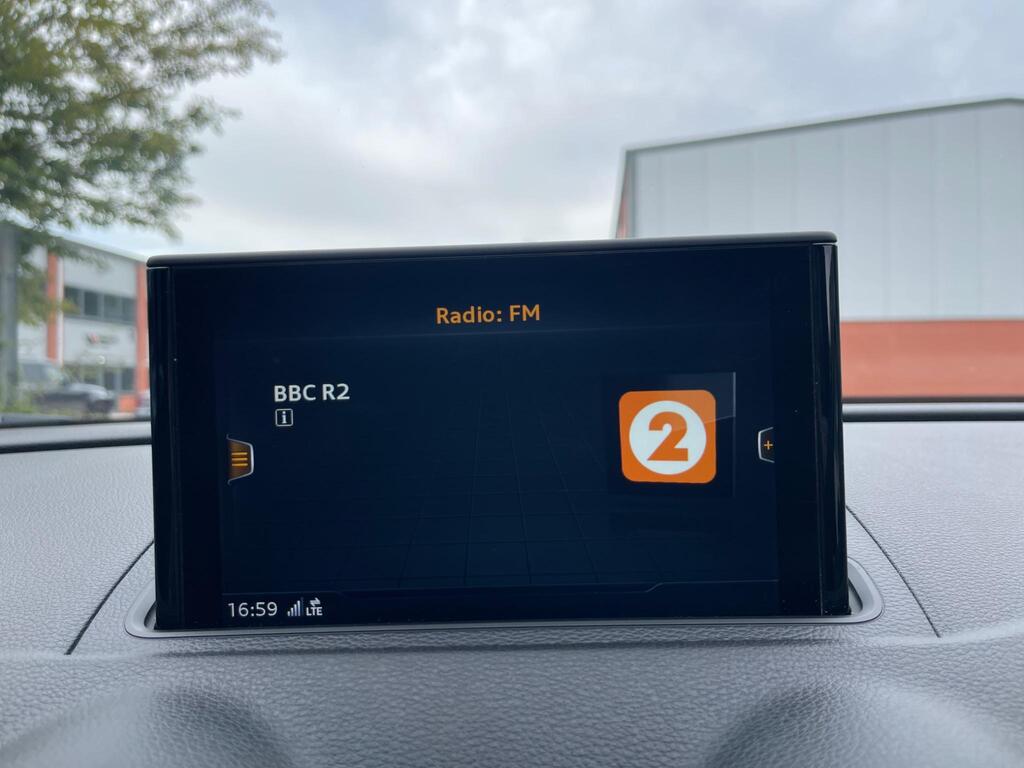 Radio: FM
BBC R2
i
2
+
16:59 LTE